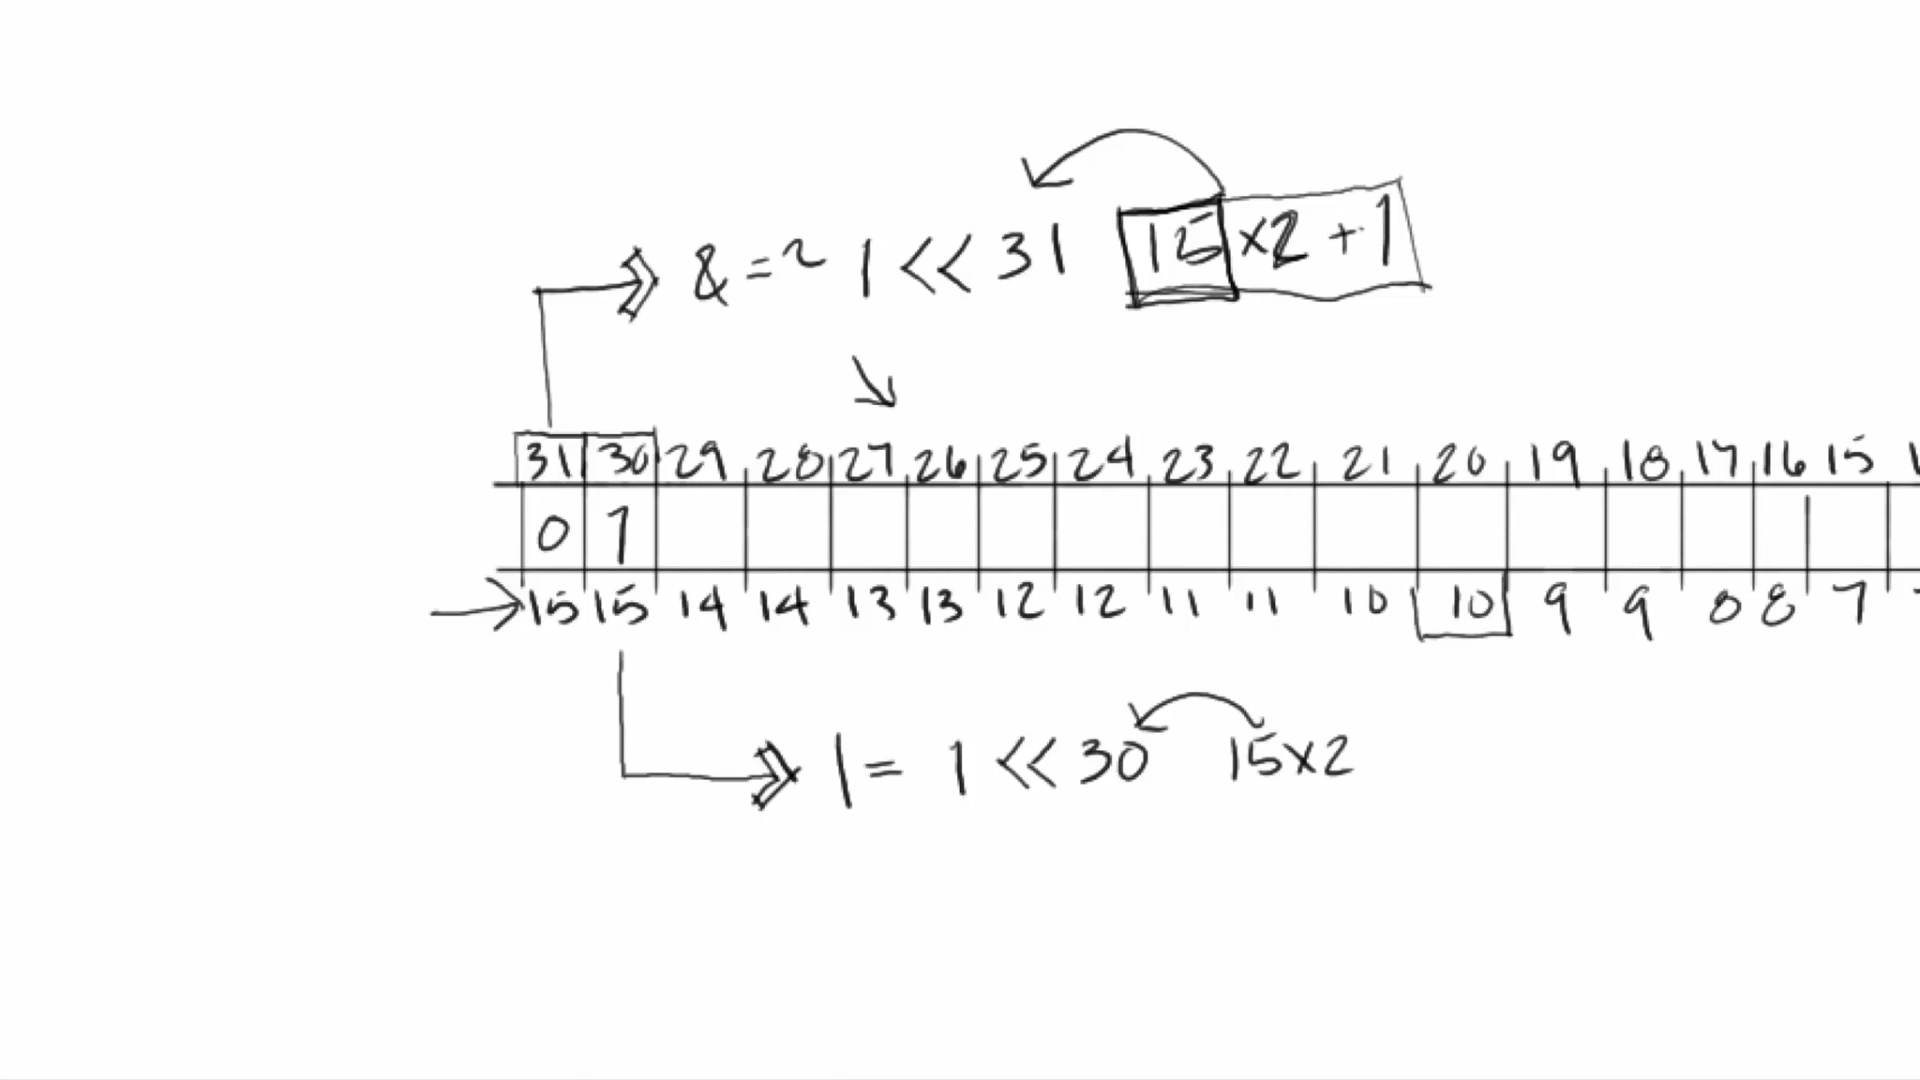 &= ~ 1 << 31 15 x2 + 1
31 30 29 28 27 26 25 24 23 22 21 20 19 18 17 16 15
0 1
15 15 14 14 13 13 12 12 11 11 10 10 9 9 8 8 7
|= 1 << 30 15x2